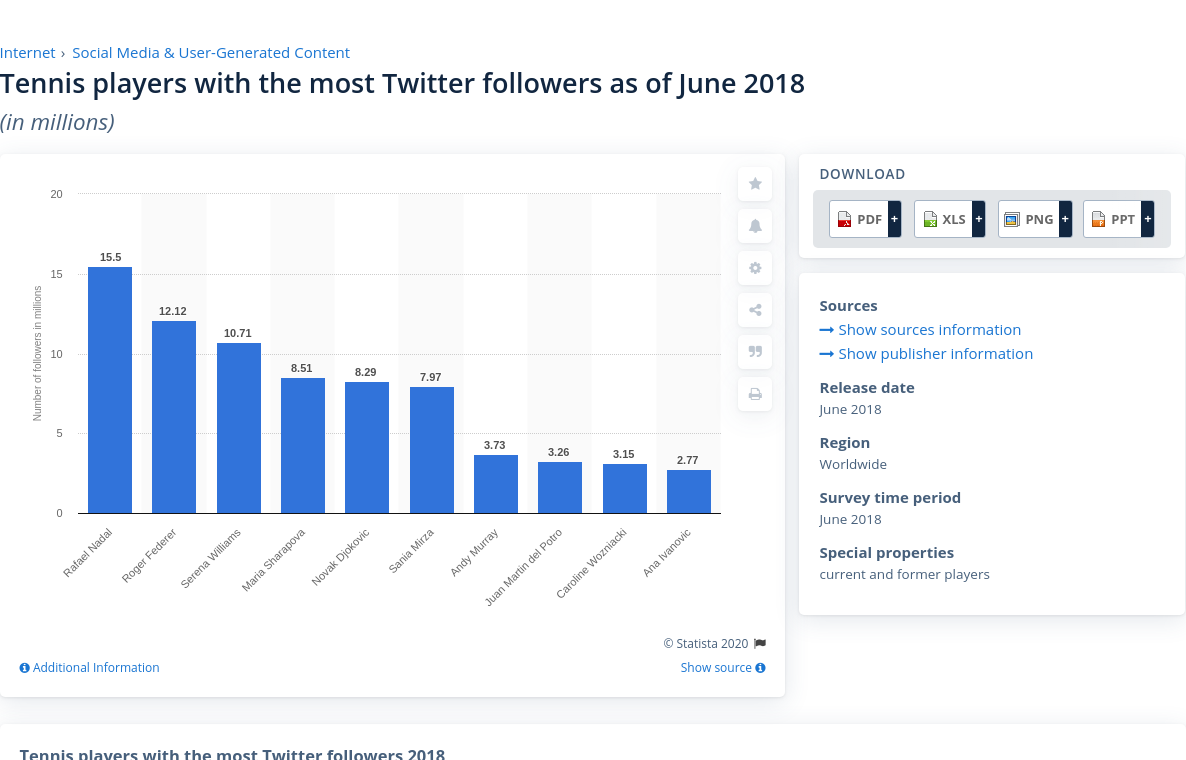 Internet › Social Media & User-Generated Content
Tennis players with the most Twitter followers as of June 2018
(in millions)
Number of followers in millions
20
15
10
5
0
15.5
12.12
10.71
8.51
8.29
7.97
3.73
3.26
3.15
2.77
Rafael Nadal
Roger Federer
Serena Williams
Maria Sharapova
Novak Djokovic
Sania Mirza
Andy Murray
Juan Martin del Potro
Caroline Wozniacki
Ana Ivanovic
© Statista 2020
Additional Information
Show source
DOWNLOAD
PDF + XLS + PNG + PPT +
Sources
Show sources information
Show publisher information
Release date
June 2018
Region
Worldwide
Survey time period
June 2018
Special properties
current and former players
Tennis players with the most Twitter followers 2018